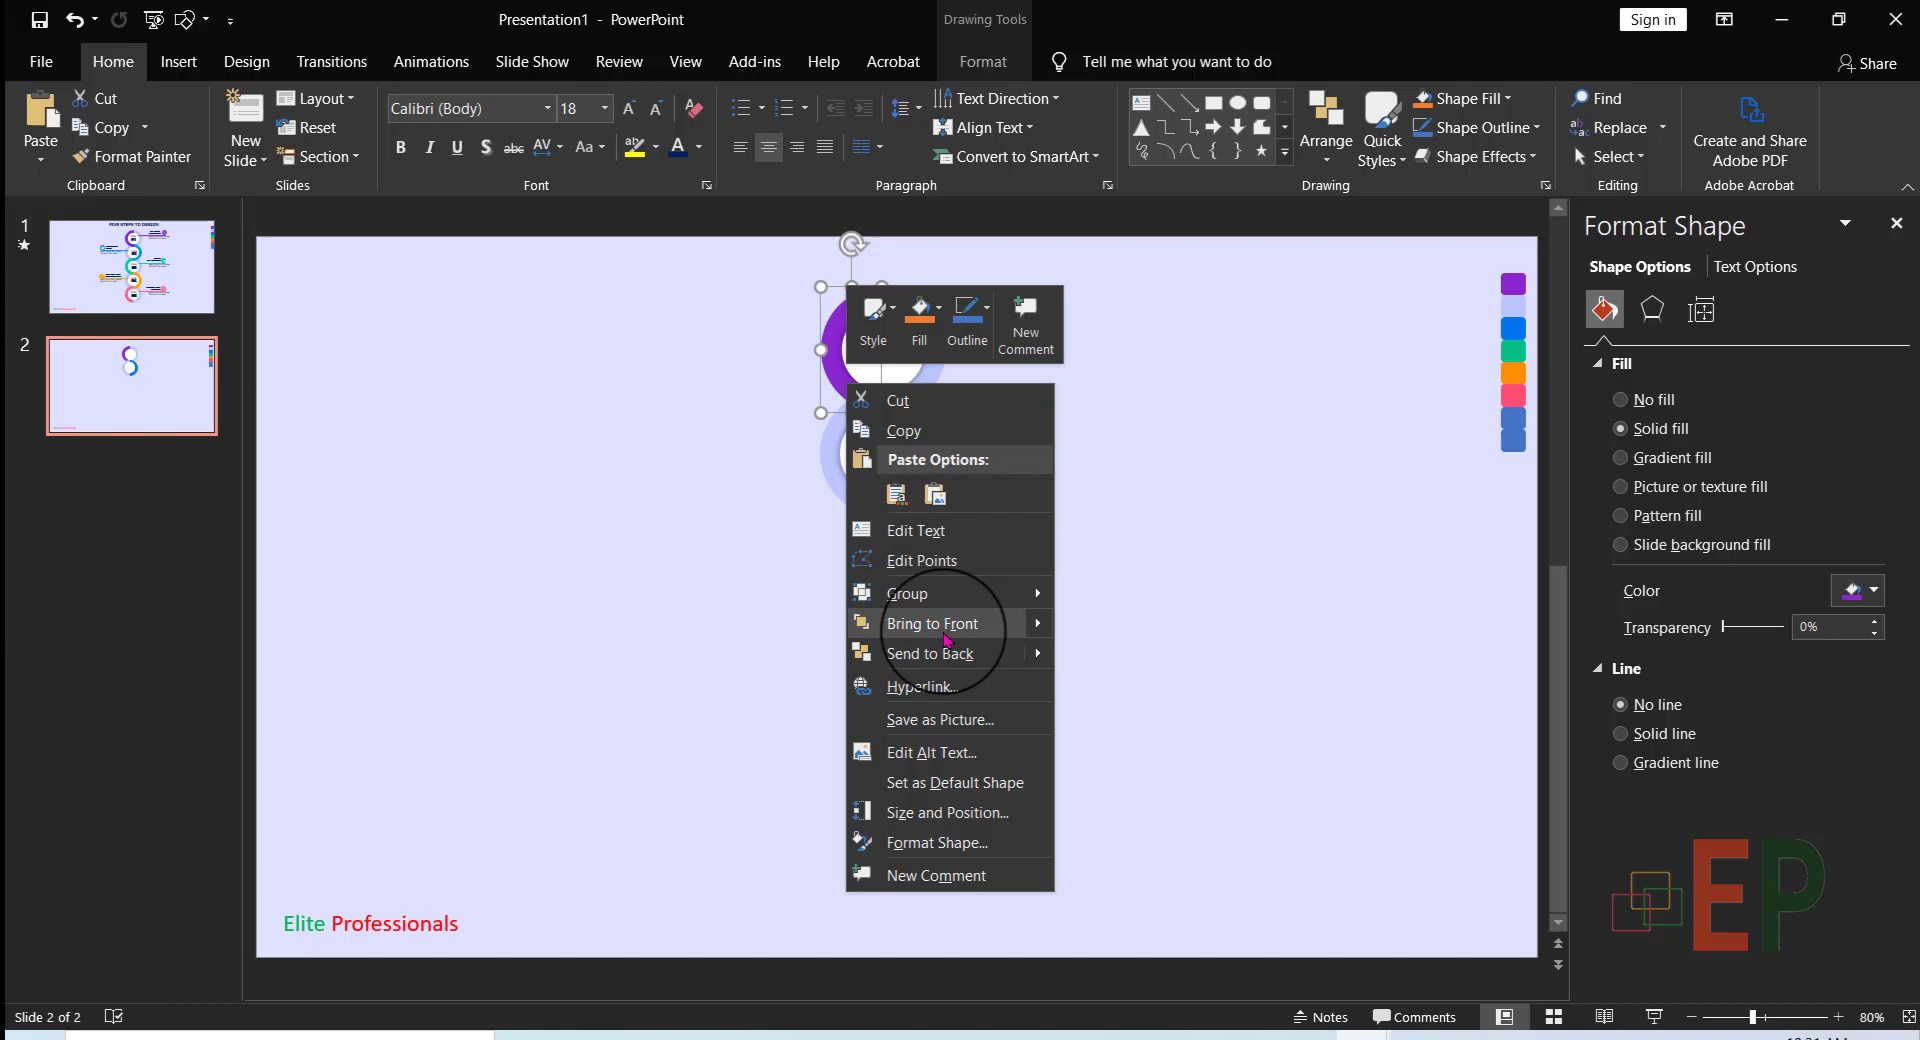 Presentation1 - PowerPoint
Drawing Tools
Sign in
File Home Insert Design Transitions Animations Slide Show Review View Add-ins Help Acrobat Format Tell me what you want to do Share
Paste
Cut
Copy
Format Painter
Clipboard
New Slide
Layout
Reset
Section
Slides
Calibri (Body) 18
B I U S abc AV Aa ab A
Font
Text Direction
Align Text
Convert to SmartArt
Paragraph
Arrange
Quick Styles
Shape Fill
Shape Outline
Shape Effects
Drawing
Find
Replace
Select
Editing
Create and Share Adobe PDF
Adobe Acrobat
1
FIVE STEPS TO DESIGN
2
Style
Fill
Outline
New Comment
Cut
Copy
Paste Options:
Edit Text
Edit Points
Group
Bring to Front
Send to Back
Hyperlink...
Save as Picture...
Edit Alt Text...
Set as Default Shape
Size and Position...
Format Shape...
New Comment
Elite Professionals
Format Shape
Shape Options Text Options
Fill
No fill
Solid fill
Gradient fill
Picture or texture fill
Pattern fill
Slide background fill
Color
Transparency 0%
Line
No line
Solid line
Gradient line
EP
Slide 2 of 2
Notes
Comments
80%